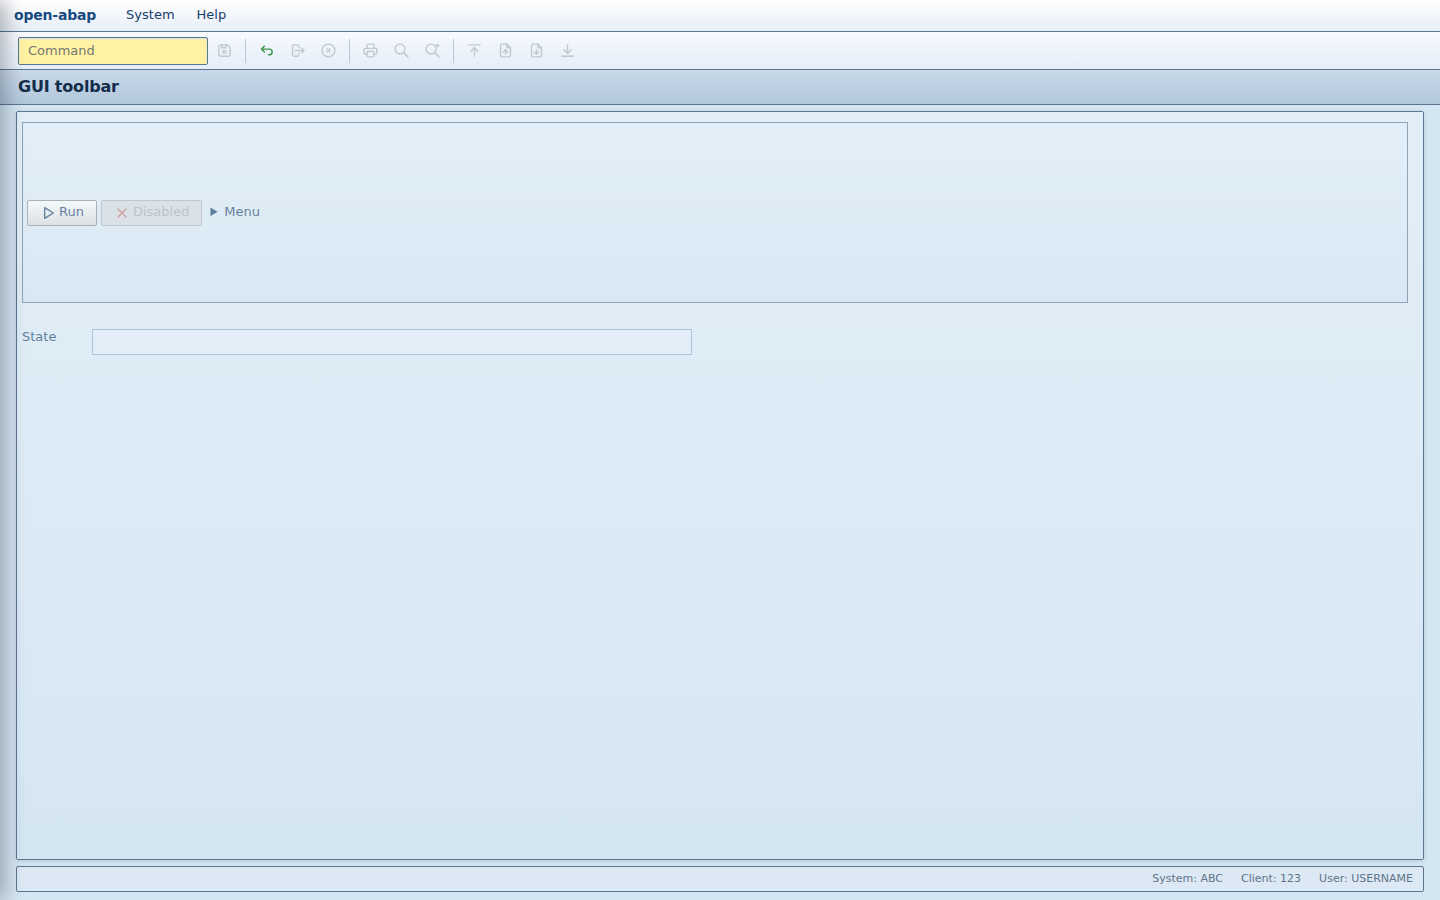 open-abap System Help
Command
GUI toolbar
Run Disabled Menu
State
System: ABC Client: 123 User: USERNAME